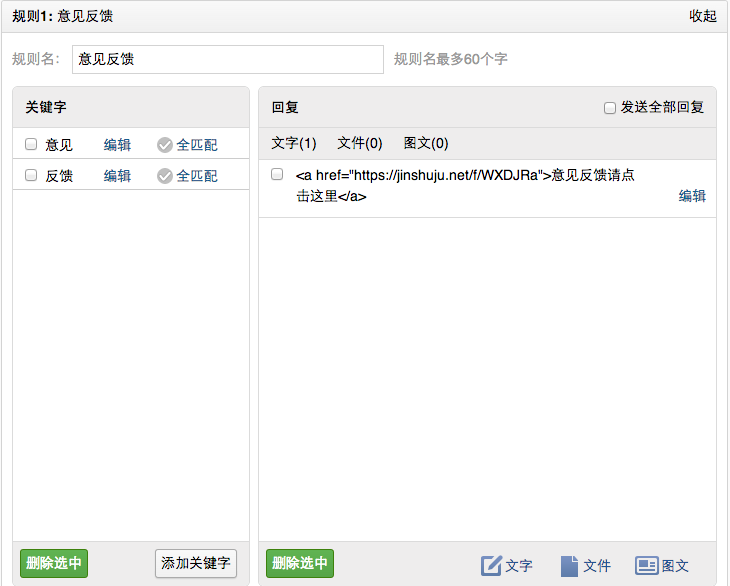 规则1: 意见反馈 收起
规则名: 意见反馈 规则名最多60个字
关键字
意见 编辑 全匹配
反馈 编辑 全匹配
删除选中 添加关键字
回复 发送全部回复
文字(1) 文件(0) 图文(0)
<a href="https://jinshuju.net/f/WXDJRa">意见反馈请点
击这里</a>
编辑
删除选中 文字 文件 图文